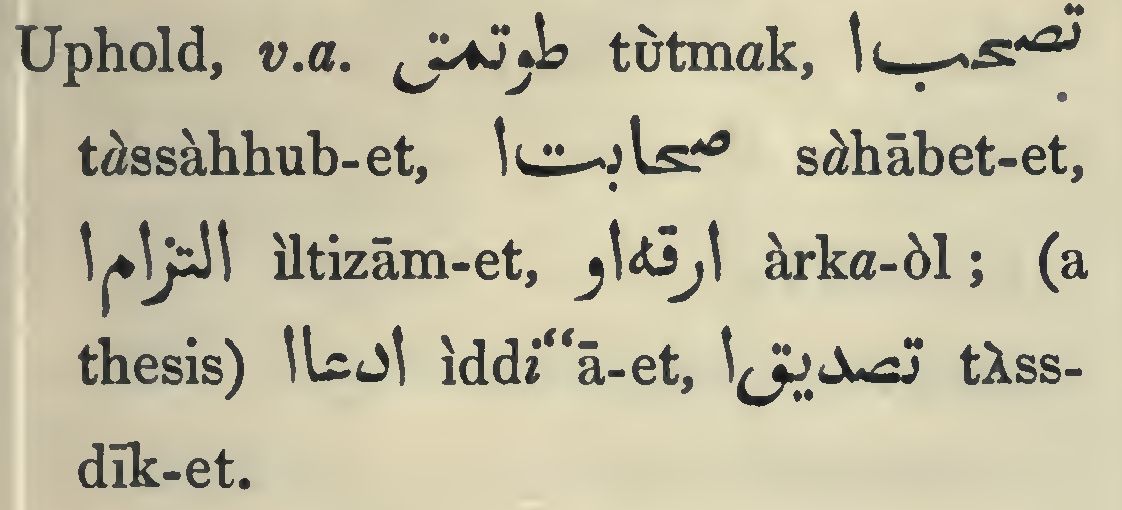 Uphold, v.a. طوتمق tùtmak, تصحب ا
tàssàhhub-et, صحابت ا sàhābet-et,
التزام ا ìltizām-et, ارقه او àrka-òl; (a
thesis) ادعا ا ìddi“ā-et, تصديق ا tàss-
dīk-et.